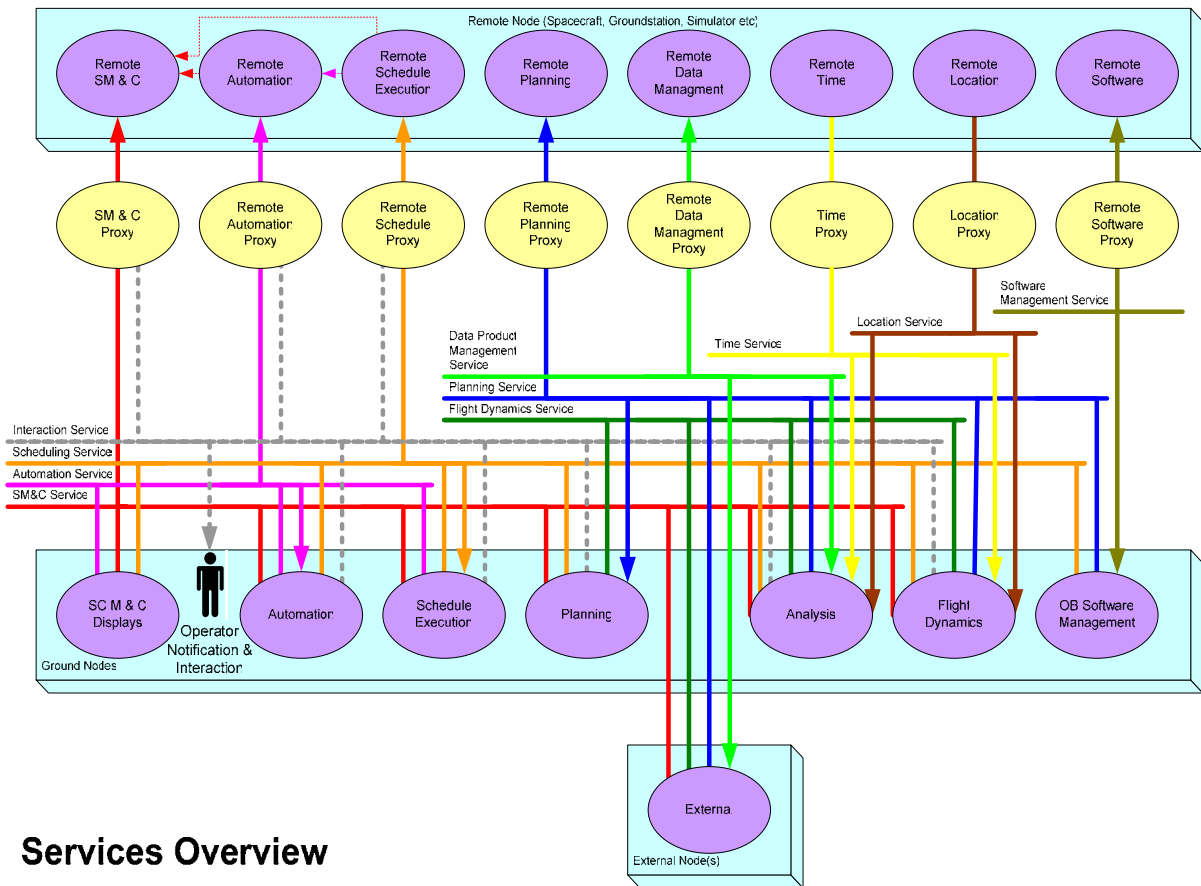 Remote Node (Spacecraft, Groundstation, Simulator etc)
Remote
SM & C
Remote
Automation
Remote
Schedule
Execution
Remote
Planning
Remote
Data
Managment
Remote
Time
Remote
Location
Remote
Software
SM & C
Proxy
Remote
Automation
Proxy
Remote
Schedule
Proxy
Remote
Planning
Proxy
Remote
Data
Managment
Proxy
Time
Proxy
Location
Proxy
Remote
Software
Proxy
Software
Management Service
Location Service
Time Service
Data Product
Management
Service
Planning Service
Flight Dynamics Service
Interaction Service
Scheduling Service
Automation Service
SM&C Service
SC M & C
Displays
Operator
Notification &
Interaction
Automation
Schedule
Execution
Planning
Analysis
Flight
Dynamics
OB Software
Management
Ground Nodes
Externa
External Node(s)
Services Overview